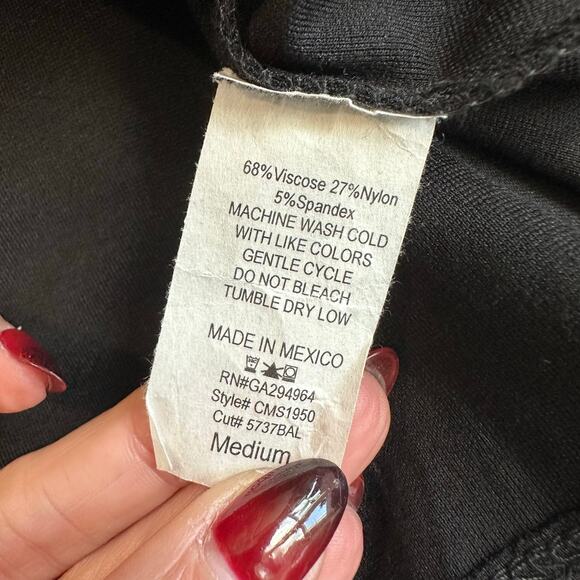 68%Viscose 27%Nylon
5%Spandex
MACHINE WASH COLD
WITH LIKE COLORS
GENTLE CYCLE
DO NOT BLEACH
TUMBLE DRY LOW
MADE IN MEXICO
RN#GA294964
Style# CMS1950
Cut# 5737BAL
Medium